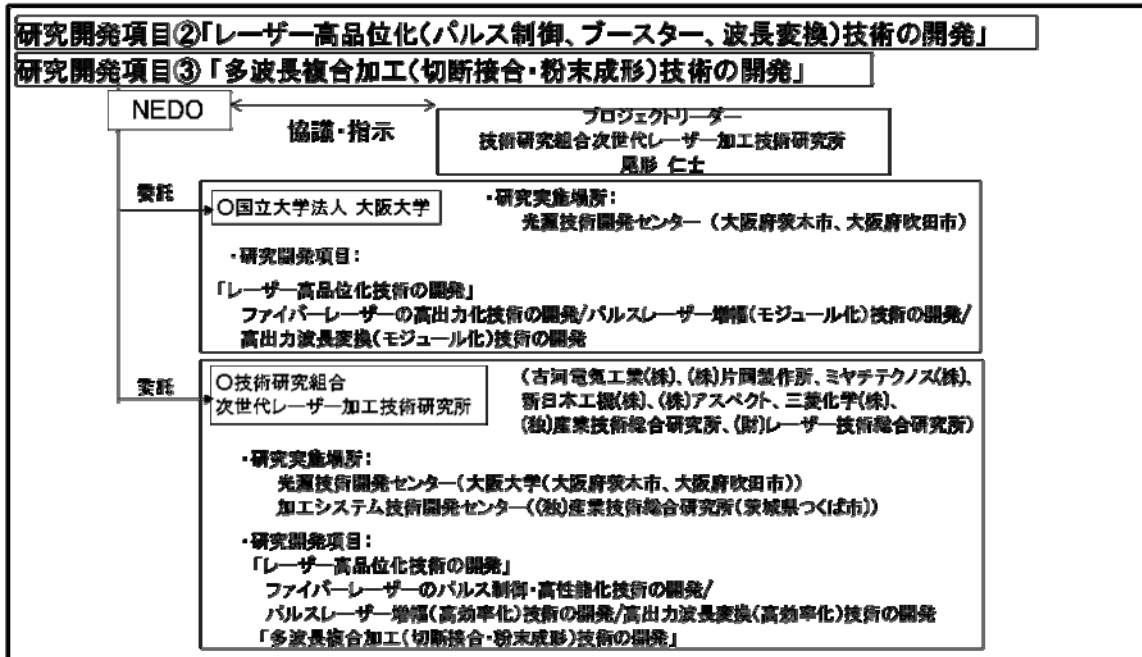 研究開発項目②「レーザー高品位化(パルス制御、ブースター、波長変換)技術の開発」
研究開発項目③「多波長複合加工(切断接合・粉末成形)技術の開発」
NEDO
協議・指示
プロジェクトリーダー
技術研究組合次世代レーザー加工技術研究所
尾形 仁士
委託
○国立大学法人 大阪大学
・研究実施場所:
光源技術開発センター (大阪府茨木市、大阪府吹田市)
・研究開発項目:
「レーザー高品位化技術の開発」
ファイバーレーザーの高出力化技術の開発/パルスレーザー増幅(モジュール化)技術の開発/
高出力波長変換(モジュール化)技術の開発
委託
○技術研究組合
次世代レーザー加工技術研究所
(古河電気工業(株)、(株)片岡製作所、ミヤチテクノス(株)、
新日本工機(株)、(株)アスペクト、三菱化学(株)、
(独)産業技術総合研究所、(財)レーザー技術総合研究所)
・研究実施場所:
光源技術開発センター(大阪大学(大阪府茨木市、大阪府吹田市))
加工システム技術開発センター((独)産業技術総合研究所(茨城県つくば市))
・研究開発項目:
「レーザー高品位化技術の開発」
ファイバーレーザーのパルス制御・高性能化技術の開発/
パルスレーザー増幅(高効率化)技術の開発/高出力波長変換(高効率化)技術の開発
「多波長複合加工(切断接合・粉末成形)技術の開発」